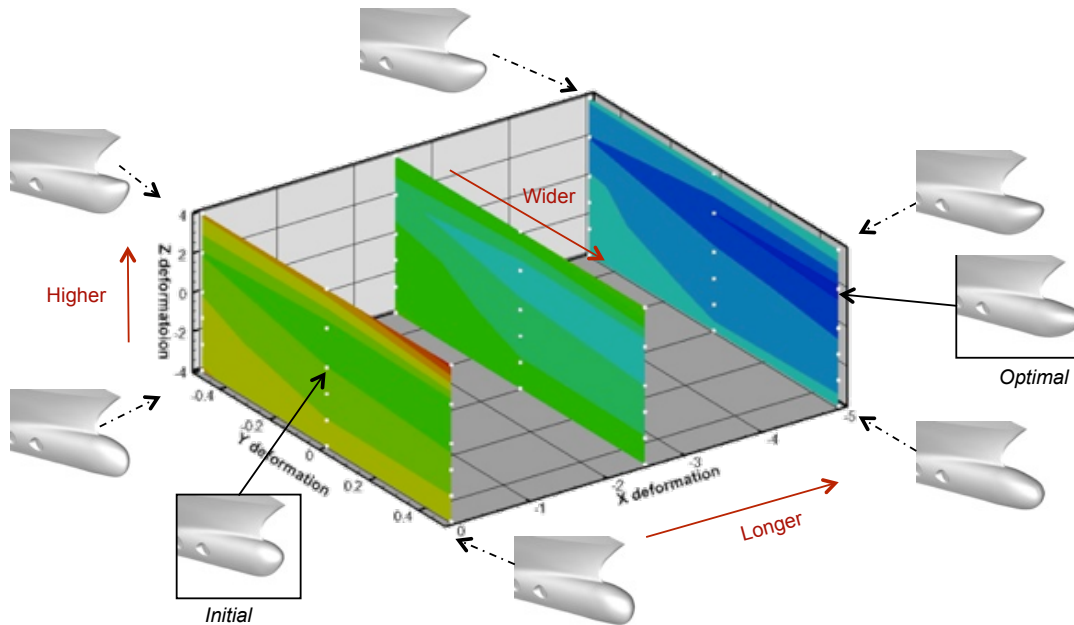 Wider
4
2
0
-2
-4
Z deformatoion
Higher
-0.4
-0.2
0
0.2
0.4
Y deformation
0
-1
-2
-3
-4
-5
X deformation
Longer
Optimal
Initial